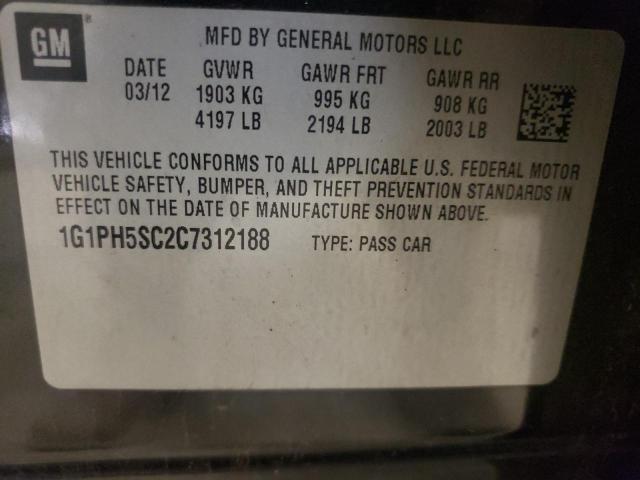 GM
MFD BY GENERAL MOTORS LLC
DATE GVWR GAWR FRT GAWR RR
03/12 1903 KG 995 KG 908 KG
4197 LB 2194 LB 2003 LB
THIS VEHICLE CONFORMS TO ALL APPLICABLE U.S. FEDERAL MOTOR
VEHICLE SAFETY, BUMPER, AND THEFT PREVENTION STANDARDS IN
EFFECT ON THE DATE OF MANUFACTURE SHOWN ABOVE.
1G1PH5SC2C7312188 TYPE: PASS CAR